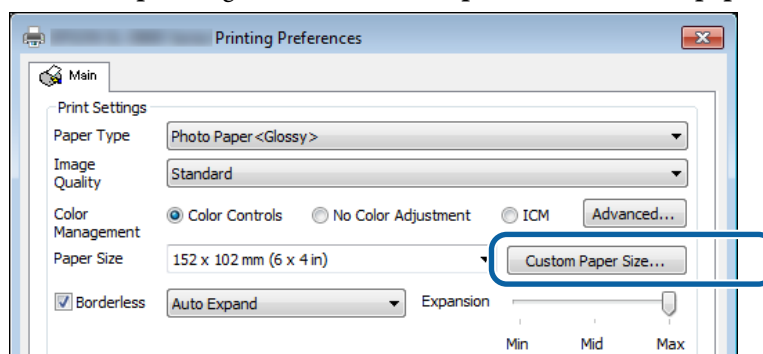 Printing Preferences
Main
Print Settings
Paper Type Photo Paper<Glossy>
Image
Quality Standard
Color
Management Color Controls No Color Adjustment ICM Advanced...
Paper Size 152 x 102 mm (6 x 4 in) Custom Paper Size...
Borderless Auto Expand Expansion
Min Mid Max